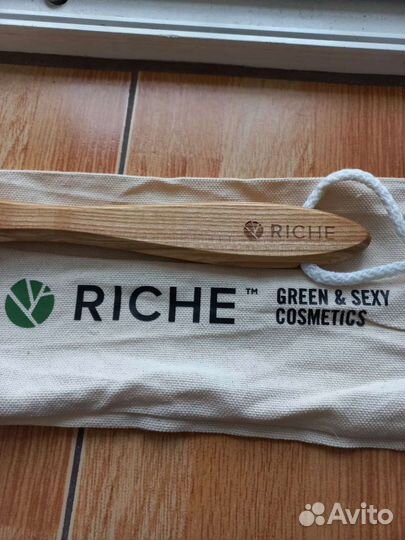 RICHE
RICHE™ GREEN & SEXY
COSMETICS
Avito